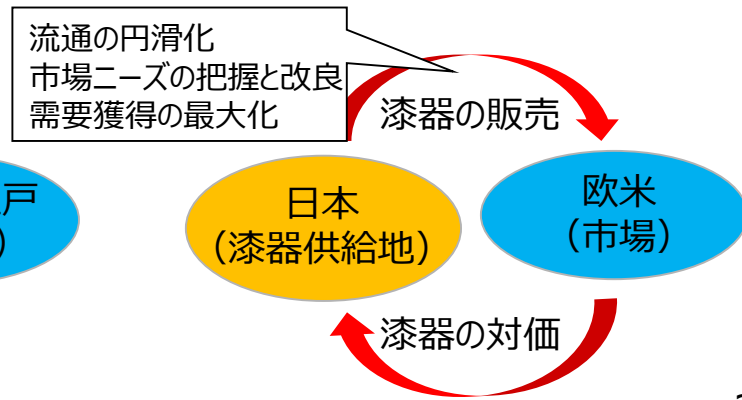 流通の円滑化
市場ニーズの把握と改良
需要獲得の最大化
漆器の販売
戸
)
日本
（漆器供給地）
欧米
（市場）
漆器の対価